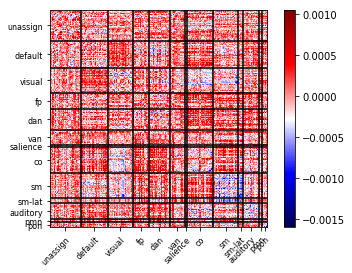 unassign
default
visual
fp
dan
van
salience
co
sm
sm-lat
auditory
pmn
pon
unassign
default
visual
fp
dan
van
salience
co
sm
sm-lat
auditory
0.0010
0.0005
0.0000
−0.0005
−0.0010
−0.0015